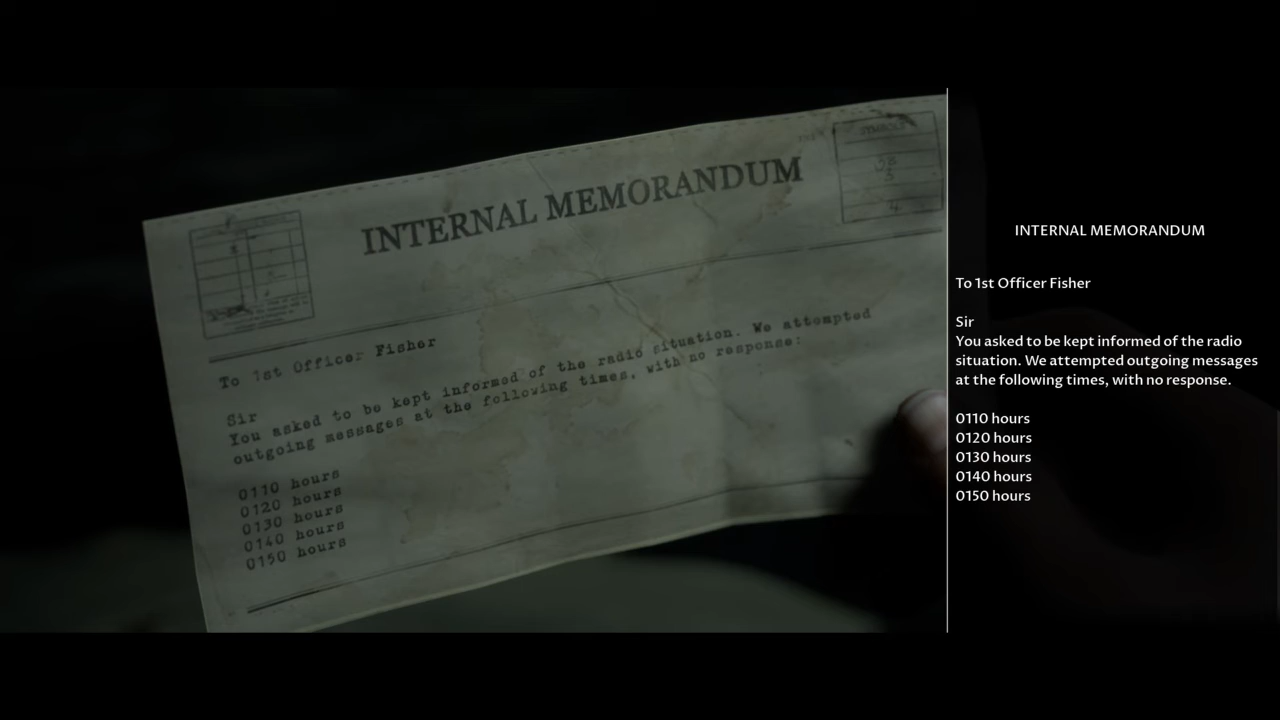 INTERNAL MEMORANDUM
SYMBOLS
To 1st Officer Fisher
Sir
You asked to be kept informed of the radio situation. We attempted
outgoing messages at the following times, with no response:
0110 hours
0120 hours
0130 hours
0140 hours
0150 hours
INTERNAL MEMORANDUM
To 1st Officer Fisher
Sir
You asked to be kept informed of the radio
situation. We attempted outgoing messages
at the following times, with no response.
0110 hours
0120 hours
0130 hours
0140 hours
0150 hours